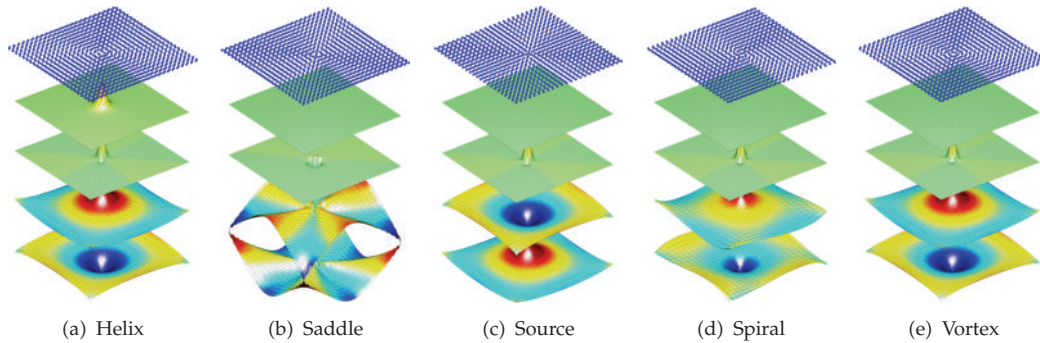 (a) Helix
(b) Saddle
(c) Source
(d) Spiral
(e) Vortex